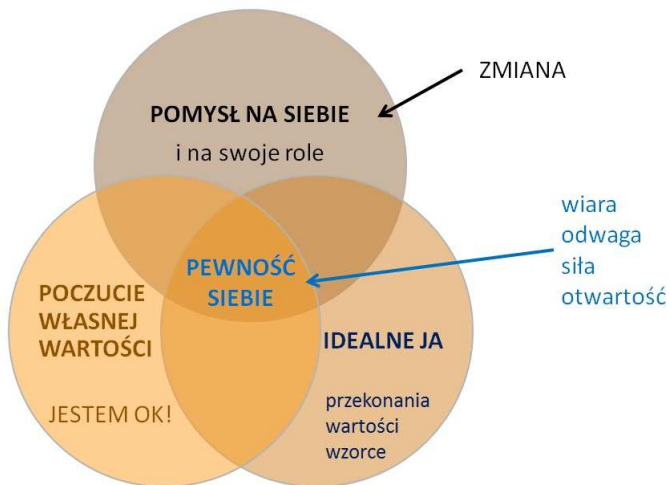 ZMIANA
POMYSŁ NA SIEBIE
i na swoje role
wiara
odwaga
siła
otwartość
PEWNOŚĆ
SIEBIE
POCZUCIE
WŁASNEJ
WARTOŚCI
JESTEM OK!
IDEALNE JA
przekonania
wartości
wzorce